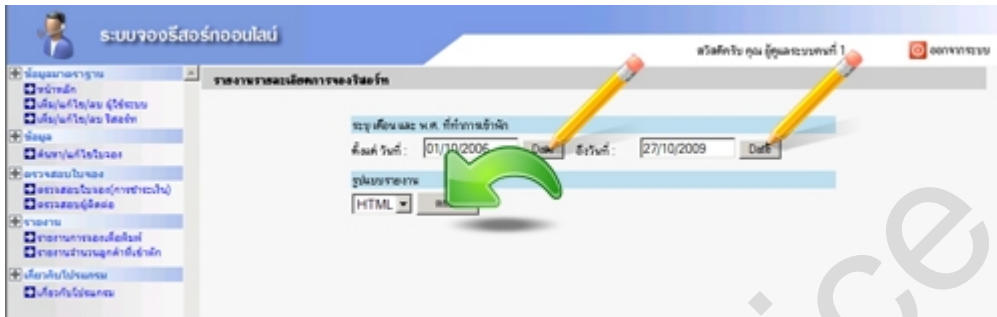 ระบบจองรีสอร์ทออนไลน์
สวัสดีครับ คุณ ผู้ดูแลระบบคนที่ 1
ออกจากระบบ
ข้อมูลมาตราฐาน
หน้าหลัก
เพิ่ม/แก้ไข/ลบ ผู้ใช้ระบบ
เพิ่ม/แก้ไข/ลบ รีสอร์ท
ข้อมูล
ค้นหา/แก้ไขใบจอง
ตรวจสอบใบจอง
ตรวจสอบใบจอง(การชำระเงิน)
ตรวจสอบผู้ติดต่อ
รายงาน
รายงานการจองเพื่อพิมพ์
รายงานจำนวนลูกค้าที่เข้าพัก
เกี่ยวกับโปรแกรม
เกี่ยวกับโปรแกรม
รายงานรายละเอียดการจองรีสอร์ท
ระบุ เดือน และ พ.ศ. ที่ทำการเข้าพัก
ตั้งแต่ วันที่ : 01/10/2006 Date ถึงวันที่ : 27/10/2009 Date
รูปแบบรายงาน
HTML